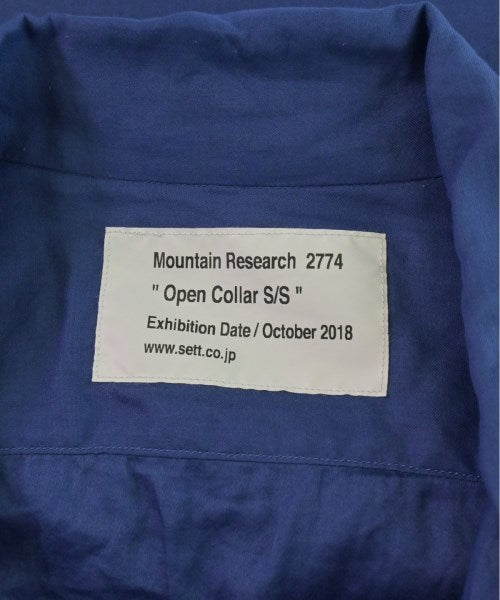 Mountain Research 2774
" Open Collar S/S "
Exhibition Date / October 2018
www.sett.co.jp